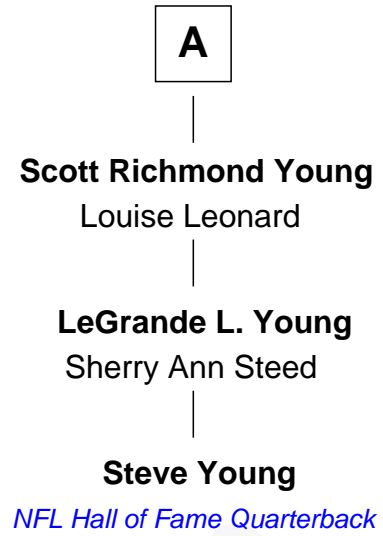 A
Scott Richmond Young
Louise Leonard
LeGrande L. Young
Sherry Ann Steed
Steve Young
NFL Hall of Fame Quarterback